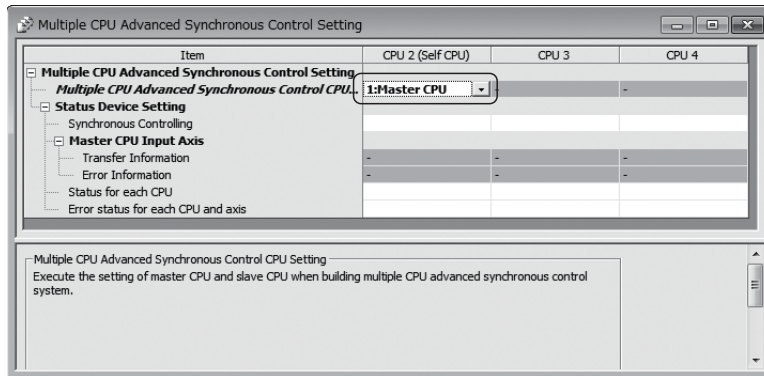 Multiple CPU Advanced Synchronous Control Setting
Item CPU 2 (Self CPU) CPU 3 CPU 4
Multiple CPU Advanced Synchronous Control Setting
Multiple CPU Advanced Synchronous Control CPU... 1:Master CPU - -
Status Device Setting
Synchronous Controlling
Master CPU Input Axis
Transfer Information - - -
Error Information - - -
Status for each CPU
Error status for each CPU and axis
Multiple CPU Advanced Synchronous Control CPU Setting
Execute the setting of master CPU and slave CPU when building multiple CPU advanced synchronous control
system.